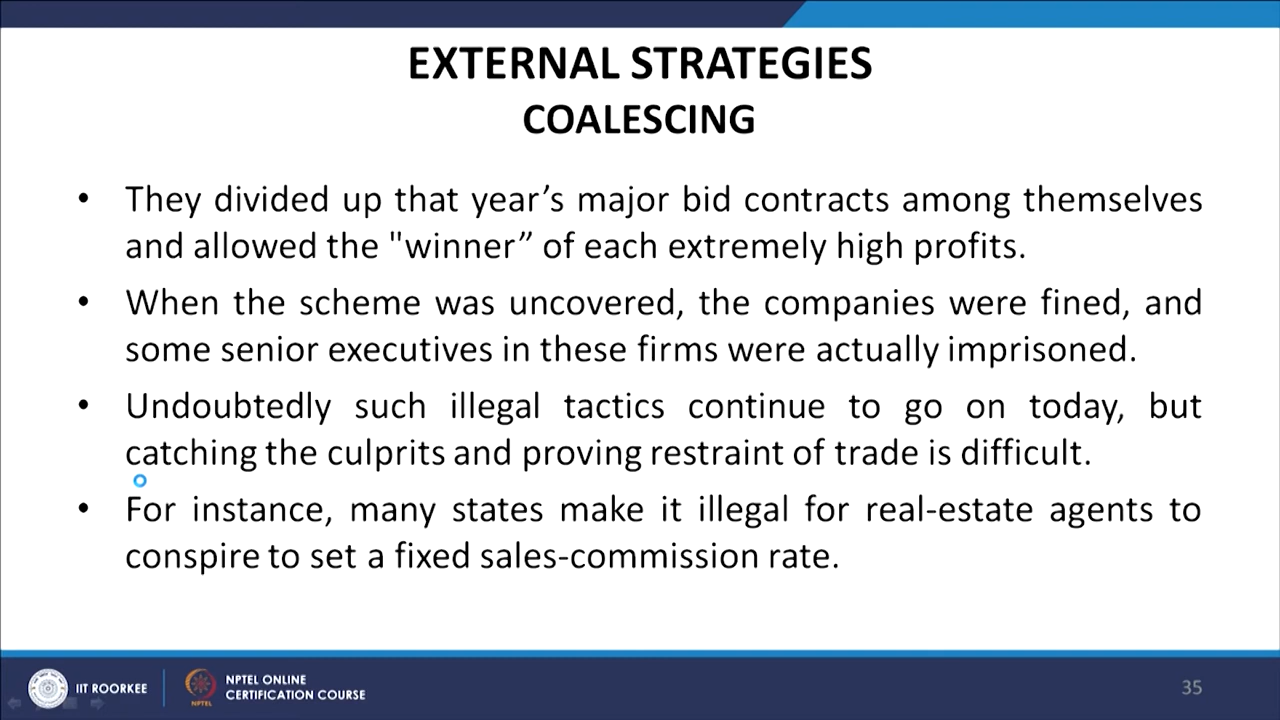 EXTERNAL STRATEGIES
COALESCING
• They divided up that year’s major bid contracts among themselves
and allowed the "winner” of each extremely high profits.
• When the scheme was uncovered, the companies were fined, and
some senior executives in these firms were actually imprisoned.
• Undoubtedly such illegal tactics continue to go on today, but
catching the culprits and proving restraint of trade is difficult.
• For instance, many states make it illegal for real-estate agents to
conspire to set a fixed sales-commission rate.
IIT ROORKEE
NPTEL
NPTEL ONLINE
CERTIFICATION COURSE
35